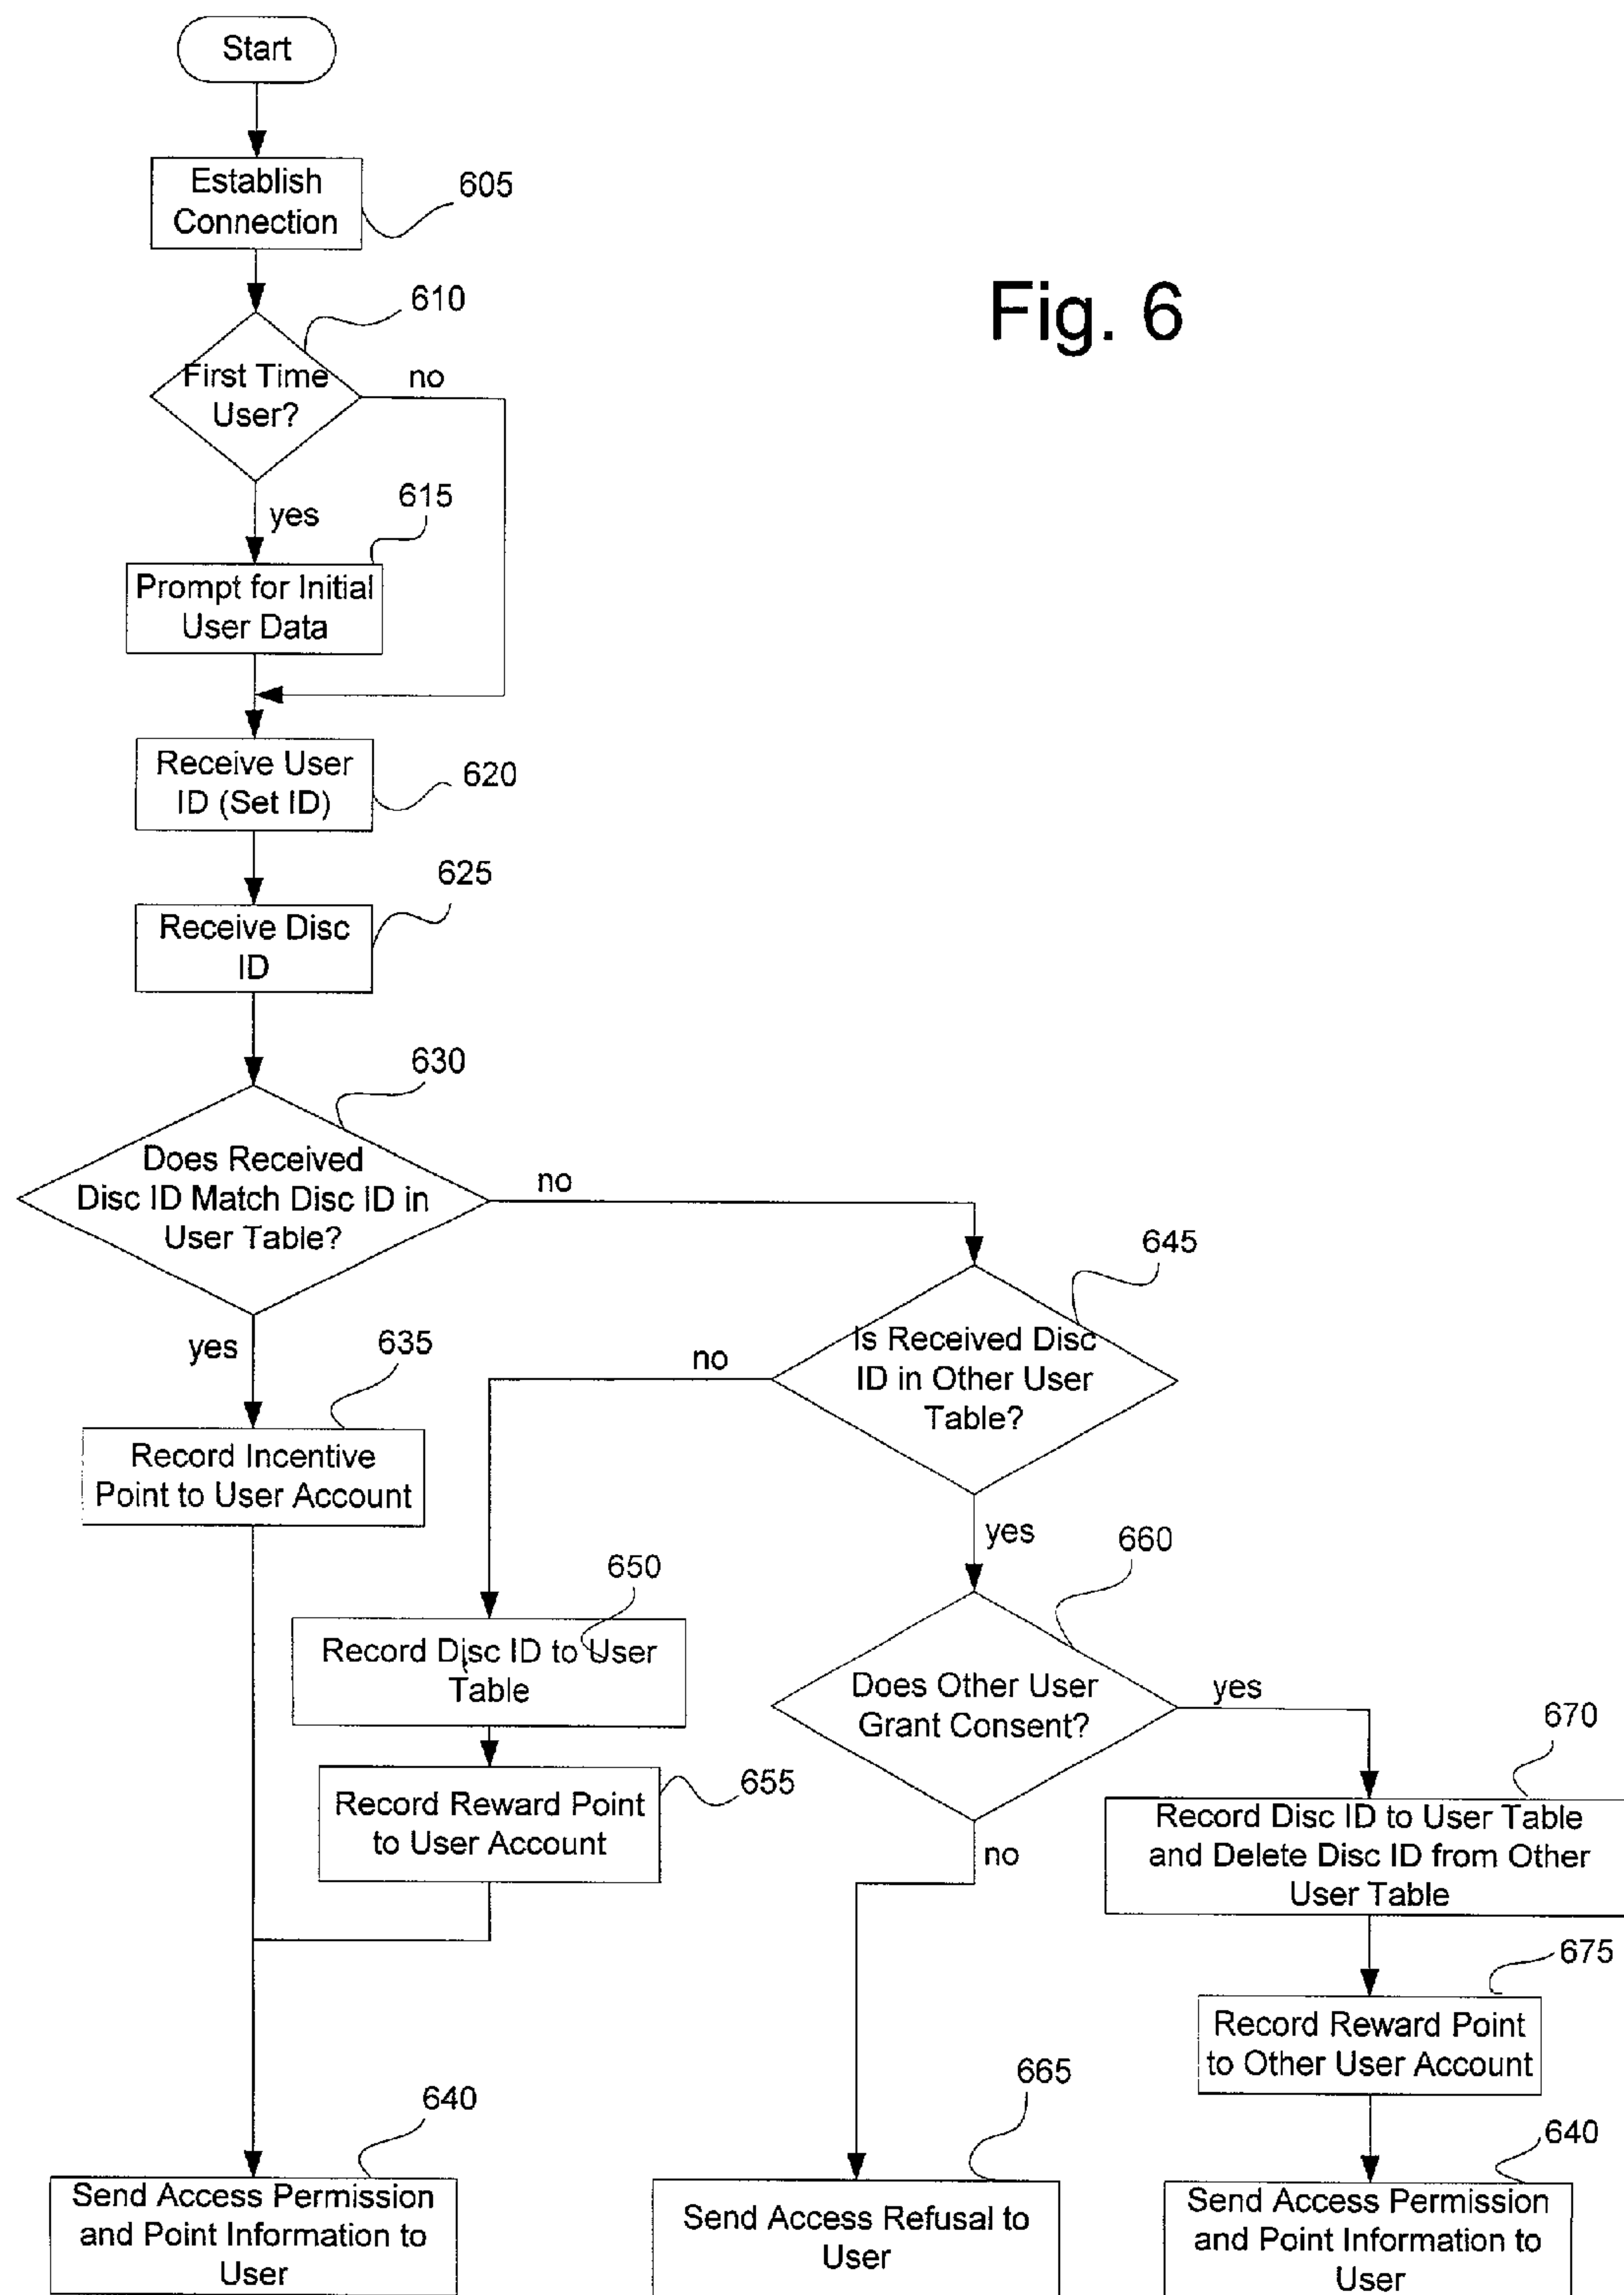 Start
Establish
Connection
605
Fig. 6
610
First Time
User?
no
yes
615
Prompt for Initial
User Data
Receive User
ID (Set ID)
620
625
Receive Disc
ID
630
Does Received
Disc ID Match Disc ID in
User Table?
no
yes
645
Is Received Disc
ID in Other User
Table?
no
yes
635
Record Incentive
Point to User Account
650
Record Disc ID to User
Table
655
Record Reward Point
to User Account
660
Does Other User
Grant Consent?
yes
no
670
Record Disc ID to User Table
and Delete Disc ID from Other
User Table
675
Record Reward Point
to Other User Account
640
Send Access Permission
and Point Information to
User
665
Send Access Refusal to
User
640
Send Access Permission
and Point Information to
User